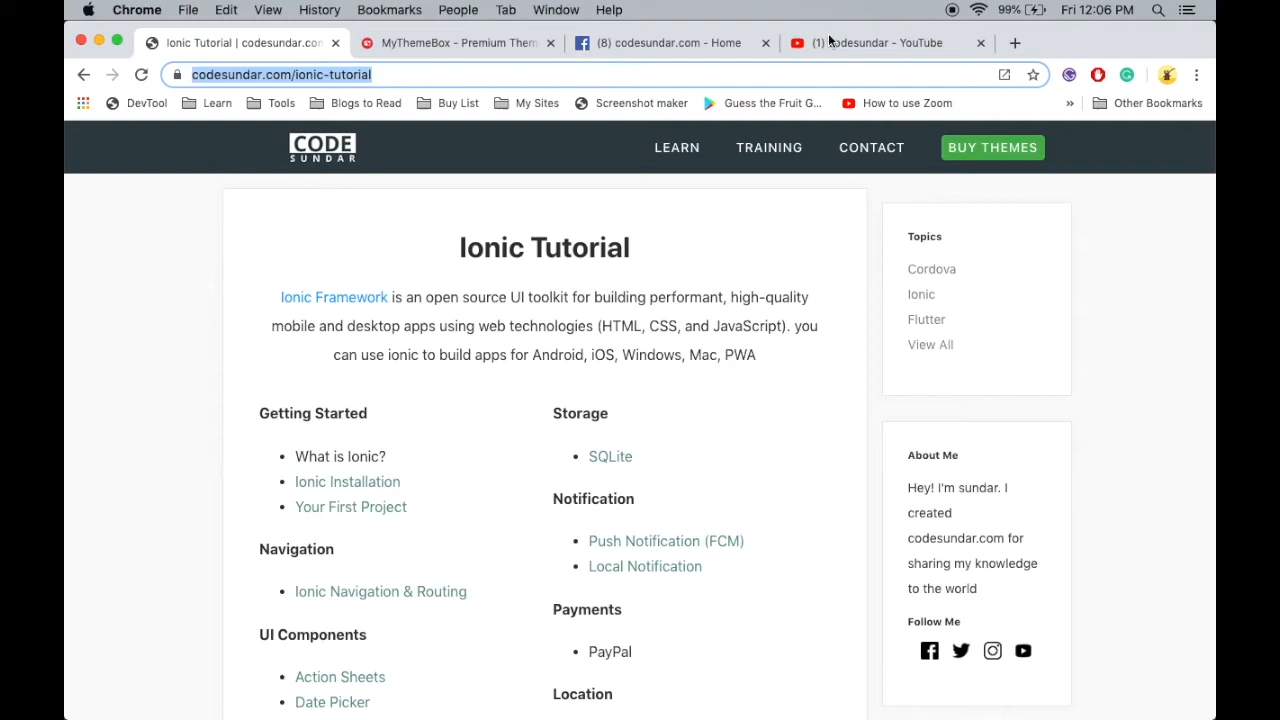 Chrome File Edit View History Bookmarks People Tab Window Help 99% Fri 12:06 PM
Ionic Tutorial | codesundar.con MyThemeBox - Premium Them (8) codesundar.com - Home (1) codesundar - YouTube
codesundar.com/ionic-tutorial
DevTool Learn Tools Blogs to Read Buy List My Sites Screenshot maker Guess the Fruit G... How to use Zoom » Other Bookmarks
CODE
SUNDAR
LEARN TRAINING CONTACT BUY THEMES
Ionic Tutorial
Ionic Framework is an open source UI toolkit for building performant, high-quality
mobile and desktop apps using web technologies (HTML, CSS, and JavaScript). you
can use ionic to build apps for Android, iOS, Windows, Mac, PWA
Getting Started
• What is Ionic?
• Ionic Installation
• Your First Project
Navigation
• Ionic Navigation & Routing
UI Components
• Action Sheets
• Date Picker
Storage
• SQLite
Notification
• Push Notification (FCM)
• Local Notification
Payments
• PayPal
Location
Topics
Cordova
Ionic
Flutter
View All
About Me
Hey! I'm sundar. I
created
codesundar.com for
sharing my knowledge
to the world
Follow Me